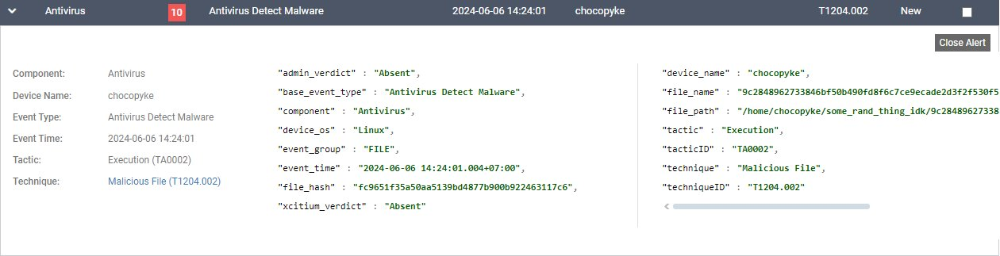 Antivirus 10 Antivirus Detect Malware 2024-06-06 14:24:01 chocopyke T1204.002 New
Close Alert
Component: Antivirus
Device Name: chocopyke
Event Type: Antivirus Detect Malware
Event Time: 2024-06-06 14:24:01
Tactic: Execution (TA0002)
Technique: Malicious File (T1204.002)
"admin_verdict" : "Absent",
"base_event_type" : "Antivirus Detect Malware",
"component" : "Antivirus",
"device_os" : "Linux",
"event_group" : "FILE",
"event_time" : "2024-06-06 14:24:01.004+07:00",
"file_hash" : "fc9651f35a50aa5139bd4877b900b922463117c6",
"xcitium_verdict" : "Absent"
"device_name" : "chocopyke",
"file_name" : "9c2848962733846bf50b490fd8f6c7ce9ecade2d3f2f530f5
"file_path" : "/home/chocopyke/some_rand_thing_idk/9c28489627338
"tactic" : "Execution",
"tacticID" : "TA0002",
"technique" : "Malicious File",
"techniqueID" : "T1204.002"